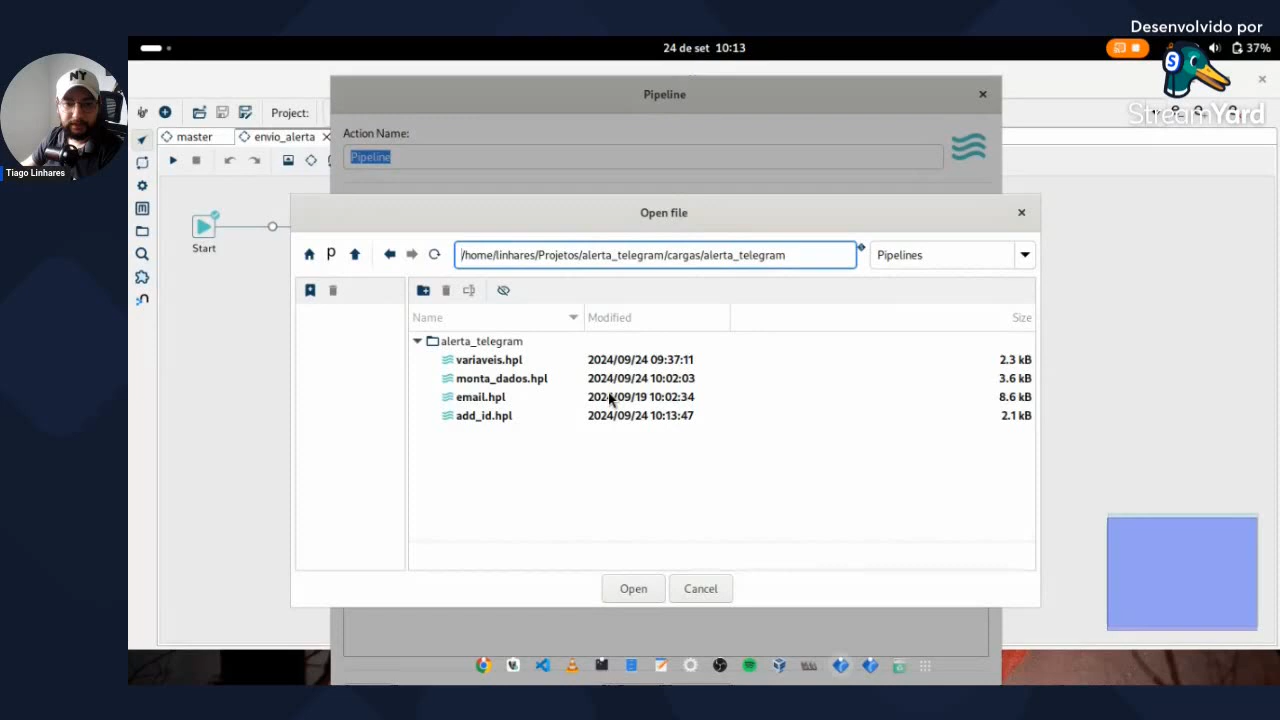 Desenvolvido por
StreamYard
24 de set 10:13
37%
NY
Tiago Linhares
Pipeline
Project:
master
envio_alerta
Action Name:
Pipeline
Start
Open file
p
/home/linhares/Projetos/alerta_telegram/cargas/alerta_telegram
Pipelines
Name Modified Size
alerta_telegram
variaveis.hpl 2024/09/24 09:37:11 2.3 kB
monta_dados.hpl 2024/09/24 10:02:03 3.6 kB
email.hpl 2024/09/19 10:02:34 8.6 kB
add_id.hpl 2024/09/24 10:13:47 2.1 kB
Open Cancel